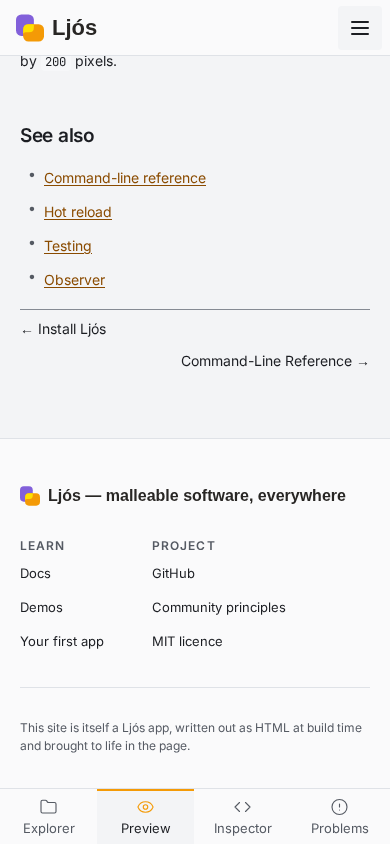 Ljós
by 200 pixels.
See also
• Command-line reference
• Hot reload
• Testing
• Observer
← Install Ljós
Command-Line Reference →
Ljós — malleable software, everywhere
LEARN
Docs
Demos
Your first app
PROJECT
GitHub
Community principles
MIT licence
This site is itself a Ljós app, written out as HTML at build time
and brought to life in the page.
Explorer
Preview
Inspector
Problems